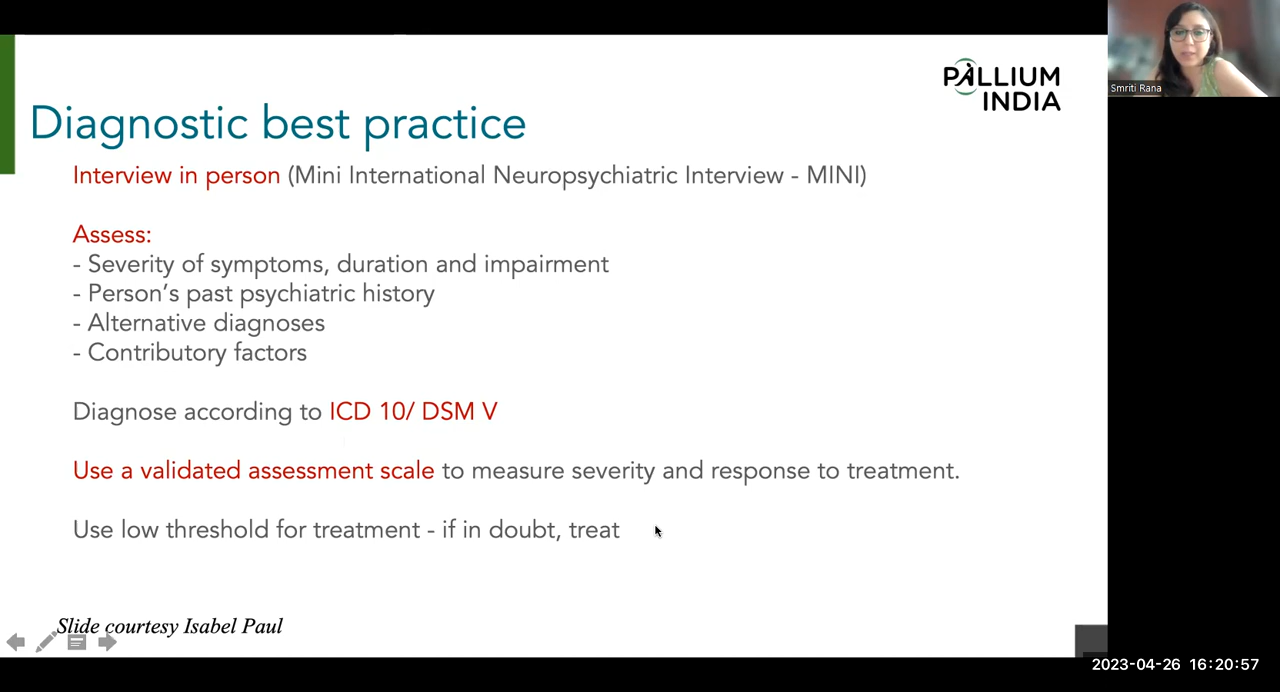 PALLIUM
INDIA
Smriti Rana
Diagnostic best practice
Interview in person (Mini International Neuropsychiatric Interview - MINI)
Assess:
- Severity of symptoms, duration and impairment
- Person’s past psychiatric history
- Alternative diagnoses
- Contributory factors
Diagnose according to ICD 10/ DSM V
Use a validated assessment scale to measure severity and response to treatment.
Use low threshold for treatment - if in doubt, treat
Slide courtesy Isabel Paul
2023-04-26 16:20:57